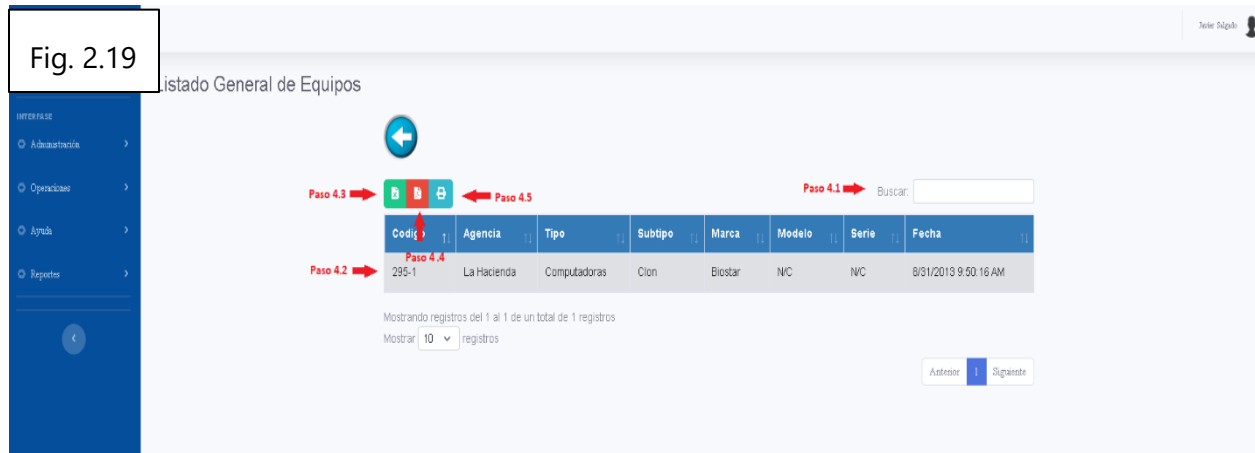 Fig. 2.19
Javier Salgado
Listado General de Equipos
INTERFASE
Administración
Operaciones
Ayuda
Reportes
Paso 4.3
Paso 4.5
Paso 4.1
Buscar:
Codigo Agencia Tipo Subtipo Marca Modelo Serie Fecha
Paso 4.4
Paso 4.2
295-1 La Hacienda Computadoras Clon Biostar N/C N/C 8/31/2013 9:50:16 AM
Mostrando registros del 1 al 1 de un total de 1 registros
Mostrar 10 registros
Anterior 1 Siguiente